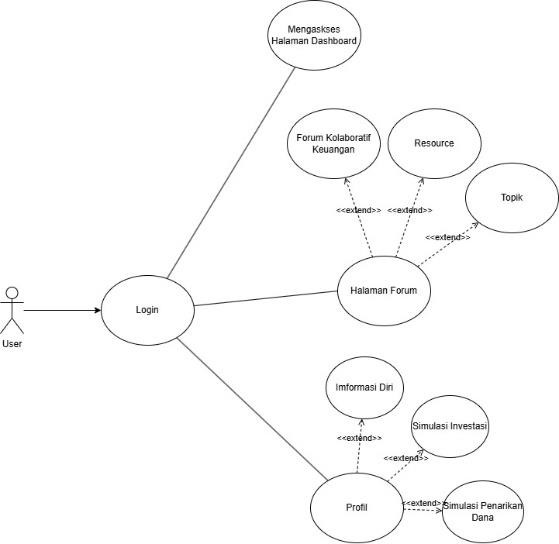 Mengaskses
Halaman Dashboard
Forum Kolaboratif
Keuangan
Resource
Topik
<<extend>>
<<extend>>
<<extend>>
Halaman Forum
Login
User
Imformasi Diri
Simulasi Investasi
<<extend>>
<<extend>>
<<extend>>
Profil
Simulasi Penarikan
Dana